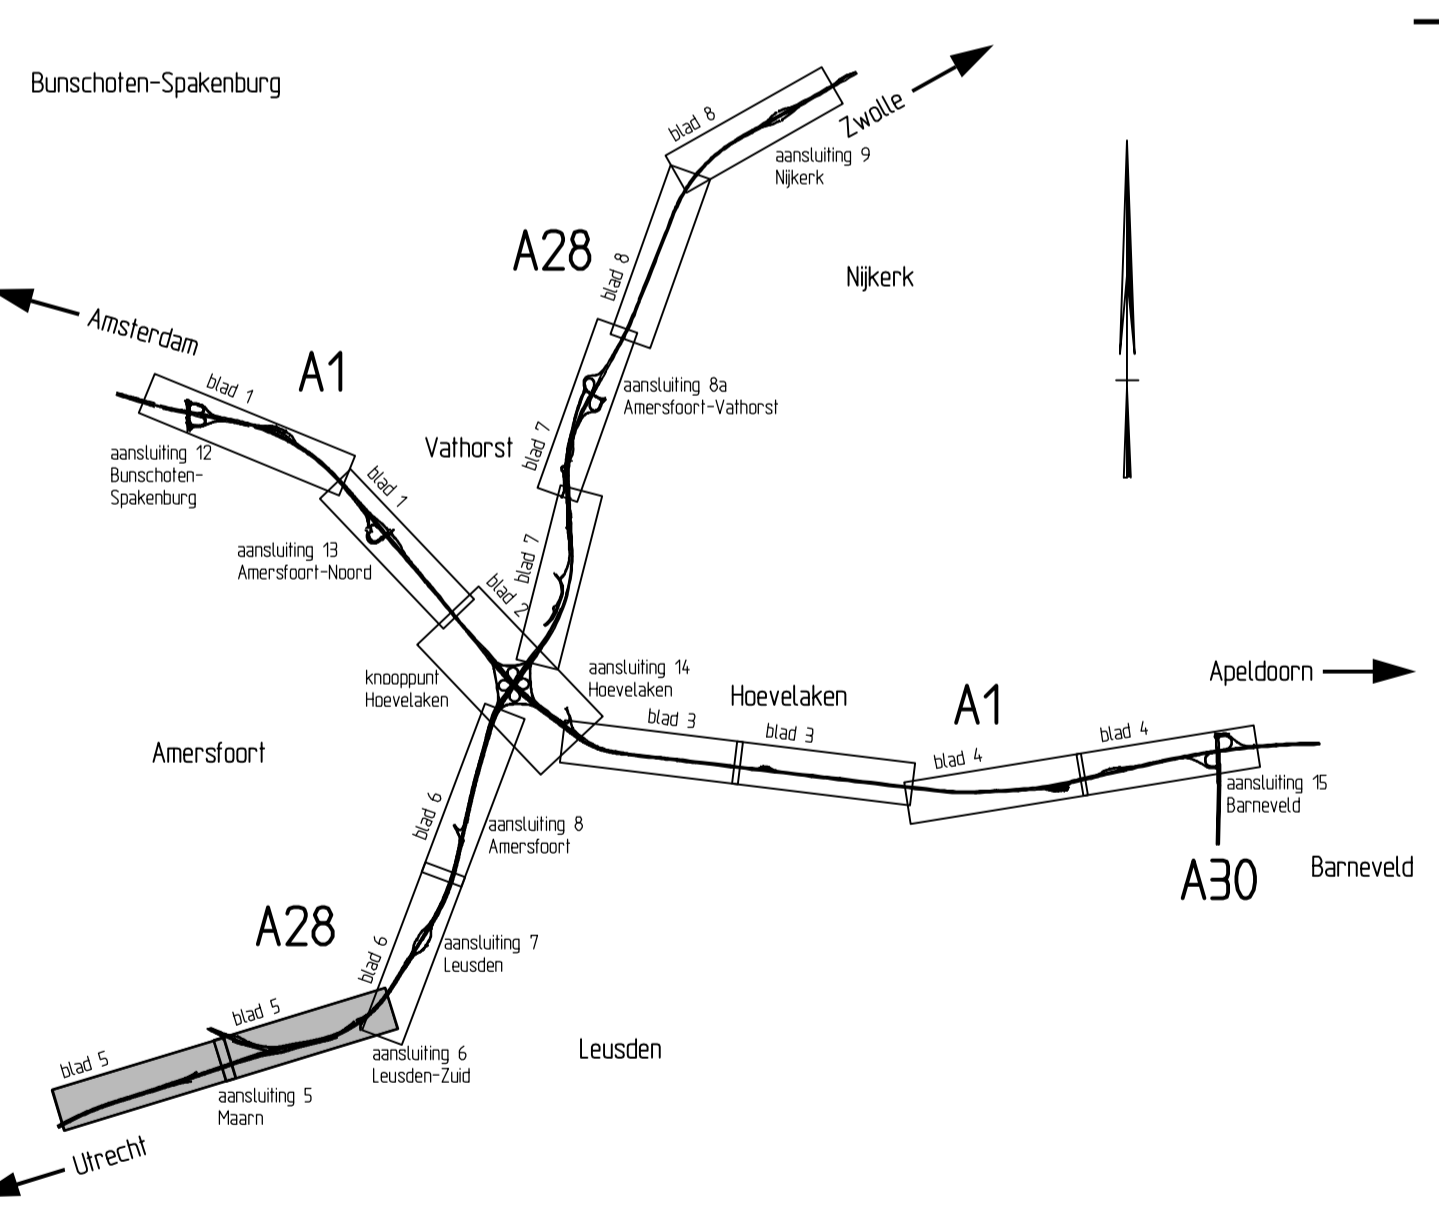 Bunschoten-Spakenburg
blad 8
Zwolle
aansluiting 9
Nijkerk
A28
blad 8
Nijkerk
Amsterdam
A1
blad 1
aansluiting 8a
Amersfoort-Vathorst
Vathorst
blad 7
aansluiting 12
Bunschoten-
Spakenburg
blad 1
aansluiting 13
Amersfoort-Noord
blad 7
blad 2
knooppunt
Hoevelaken
aansluiting 14
Hoevelaken
Hoevelaken
A1
Apeldoorn
blad 3
blad 3
blad 4
blad 4
Amersfoort
aansluiting 15
Barneveld
A30
Barneveld
blad 6
aansluiting 8
Amersfoort
A28
blad 6
aansluiting 7
Leusden
blad 5
blad 5
aansluiting 6
Leusden-Zuid
Leusden
aansluiting 5
Maarn
Utrecht